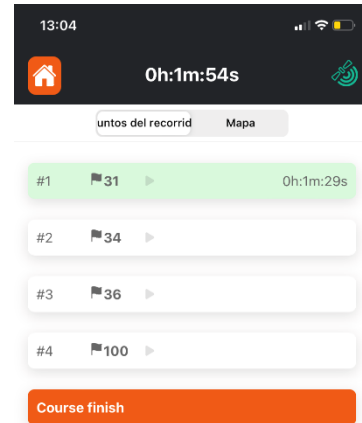 13:04
0h:1m:54s
untos del recorrid Mapa
#1 31 0h:1m:29s
#2 34
#3 36
#4 100
Course finish